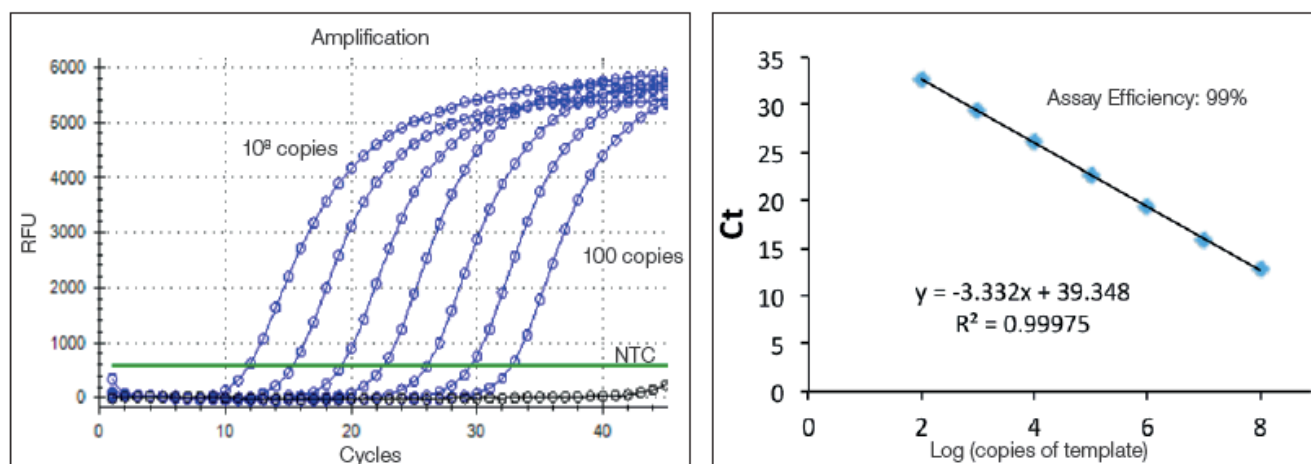 Amplification
6000
5000
4000
3000
2000
1000
0
RFU
10⁸ copies
100 copies
NTC
0 10 20 30 40
Cycles
35
30
25
20
15
10
5
0
Ct
Assay Efficiency: 99%
y = -3.332x + 39.348
R² = 0.99975
0 2 4 6 8
Log (copies of template)